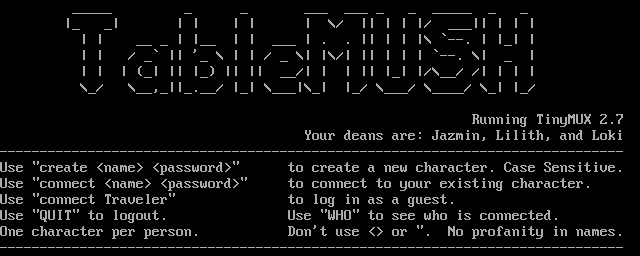 TableMUSH
Running TinyMUX 2.7
Your deans are: Jazmin, Lilith, and Loki
Use "create <name> <password>" to create a new character. Case Sensitive.
Use "connect <name> <password>" to connect to your existing character.
Use "connect Traveler" to log in as a guest.
Use "QUIT" to logout. Use "WHO" to see who is connected.
One character per person. Don't use <> or ". No profanity in names.